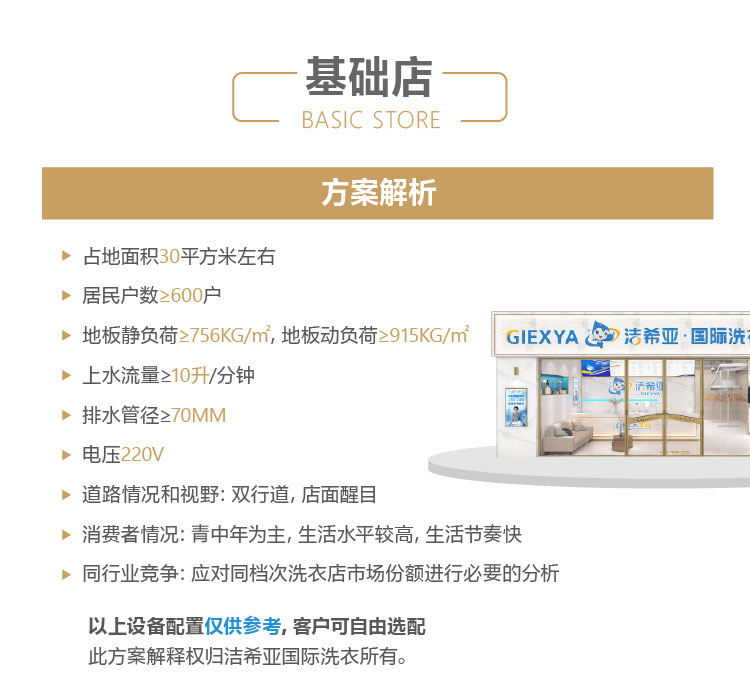 基础店
BASIC STORE
方案解析
占地面积30平方米左右
居民户数≥600户
地板静负荷≥756KG/㎡, 地板动负荷≥915KG/㎡
GIEXYA 洁希亚·国际洗衣
上水流量≥10升/分钟
洁希亚
GIEXYA
排水管径≥70MM
电压220V
道路情况和视野: 双行道, 店面醒目
消费者情况: 青中年为主, 生活水平较高, 生活节奏快
同行业竞争: 应对同档次洗衣店市场份额进行必要的分析
以上设备配置仅供参考, 客户可自由选配
此方案解释权归洁希亚国际洗衣所有。